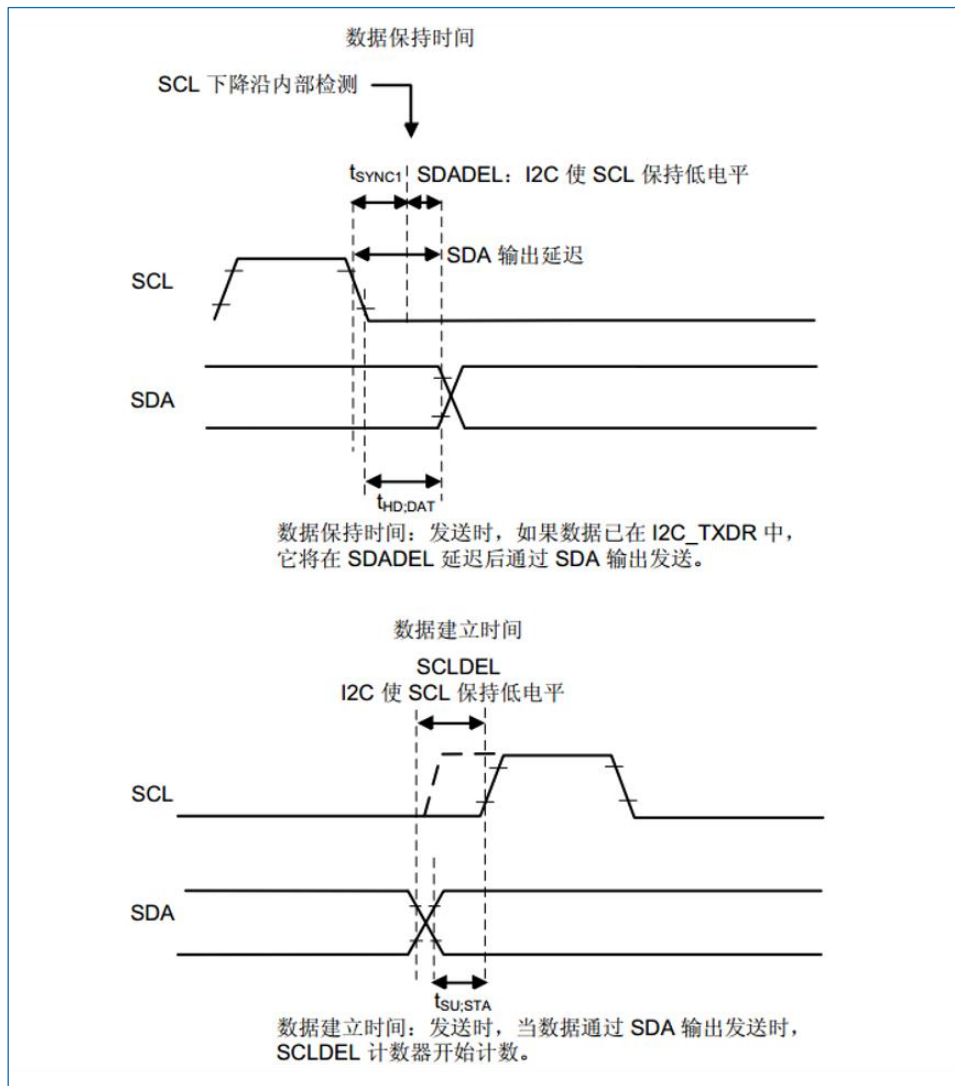 数据保持时间
SCL 下降沿内部检测
tSYNC1 SDADEL：I2C 使 SCL 保持低电平
SDA 输出延迟
SCL
SDA
tHD;DAT
数据保持时间：发送时，如果数据已在 I2C_TXDR 中，
它将在 SDADEL 延迟后通过 SDA 输出发送。
数据建立时间
SCLDEL
I2C 使 SCL 保持低电平
SCL
SDA
tSU;STA
数据建立时间：发送时，当数据通过 SDA 输出发送时，
SCLDEL 计数器开始计数。